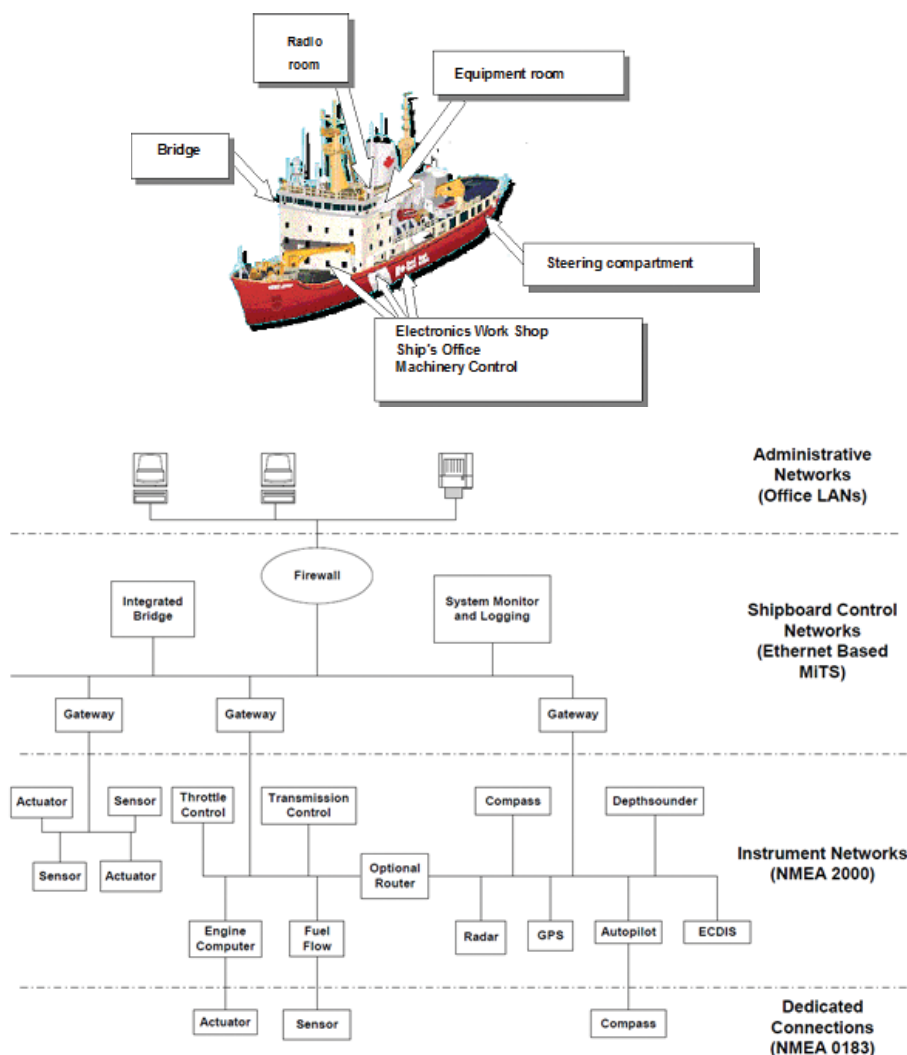 Radio
room
Equipment room
Bridge
Steering compartment
Electronics Work Shop
Ship's Office
Machinery Control
Administrative
Networks
(Office LANs)
Firewall
Integrated
Bridge
System Monitor
and Logging
Shipboard Control
Networks
(Ethernet Based
MiTS)
Gateway
Gateway
Gateway
Actuator
Sensor
Throttle
Control
Transmission
Control
Compass
Depthsounder
Sensor
Actuator
Optional
Router
Instrument Networks
(NMEA 2000)
Engine
Computer
Fuel
Flow
Radar
GPS
Autopilot
ECDIS
Actuator
Sensor
Compass
Dedicated
Connections
(NMEA 0183)